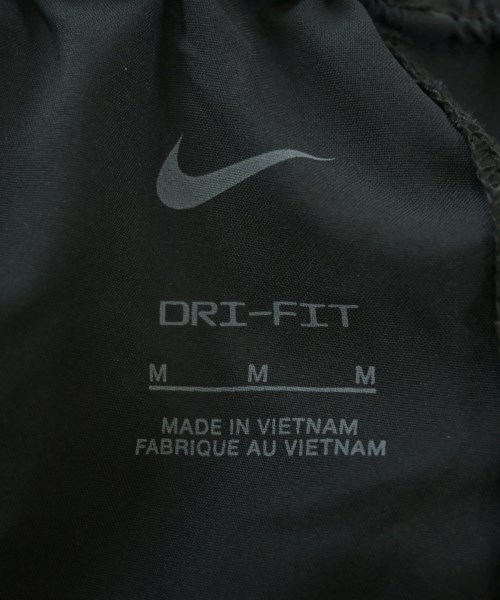 DRI-FIT
M M M
MADE IN VIETNAM
FABRIQUE AU VIETNAM